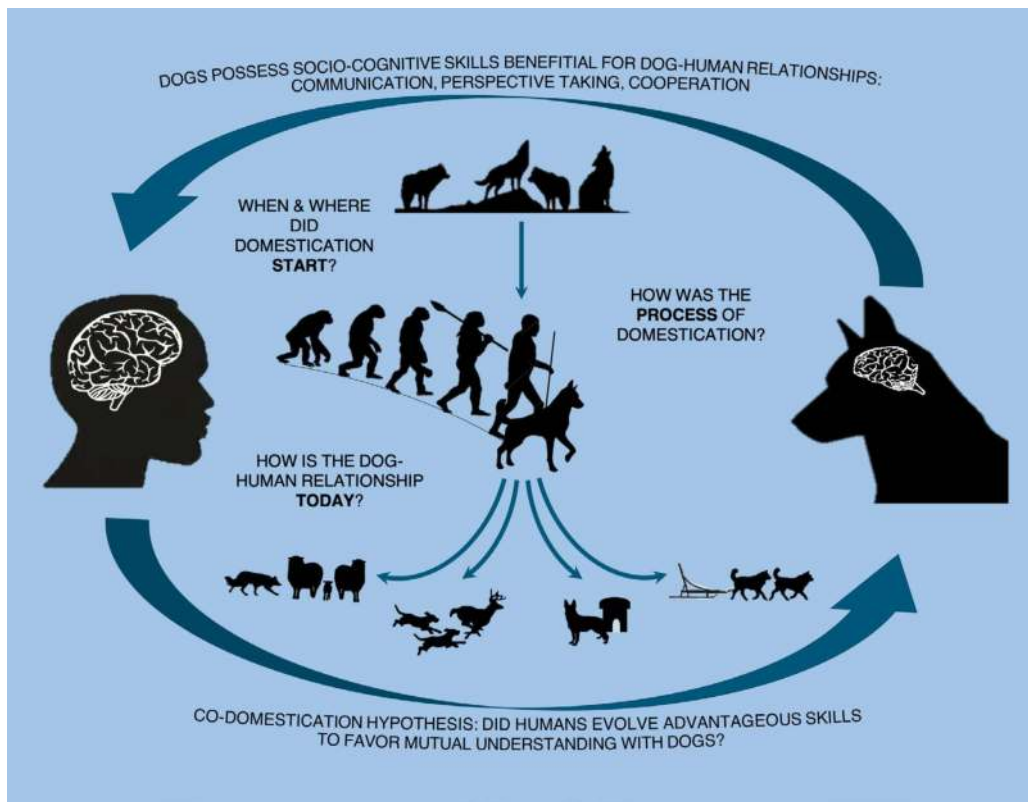 DOGS POSSESS SOCIO-COGNITIVE SKILLS BENEFITIAL FOR DOG-HUMAN RELATIONSHIPS:
COMMUNICATION, PERSPECTIVE TAKING, COOPERATION
WHEN & WHERE
DID
DOMESTICATION
START?
HOW WAS THE
PROCESS OF
DOMESTICATION?
HOW IS THE DOG-
HUMAN RELATIONSHIP
TODAY?
CO-DOMESTICATION HYPOTHESIS: DID HUMANS EVOLVE ADVANTAGEOUS SKILLS
TO FAVOR MUTUAL UNDERSTANDING WITH DOGS?